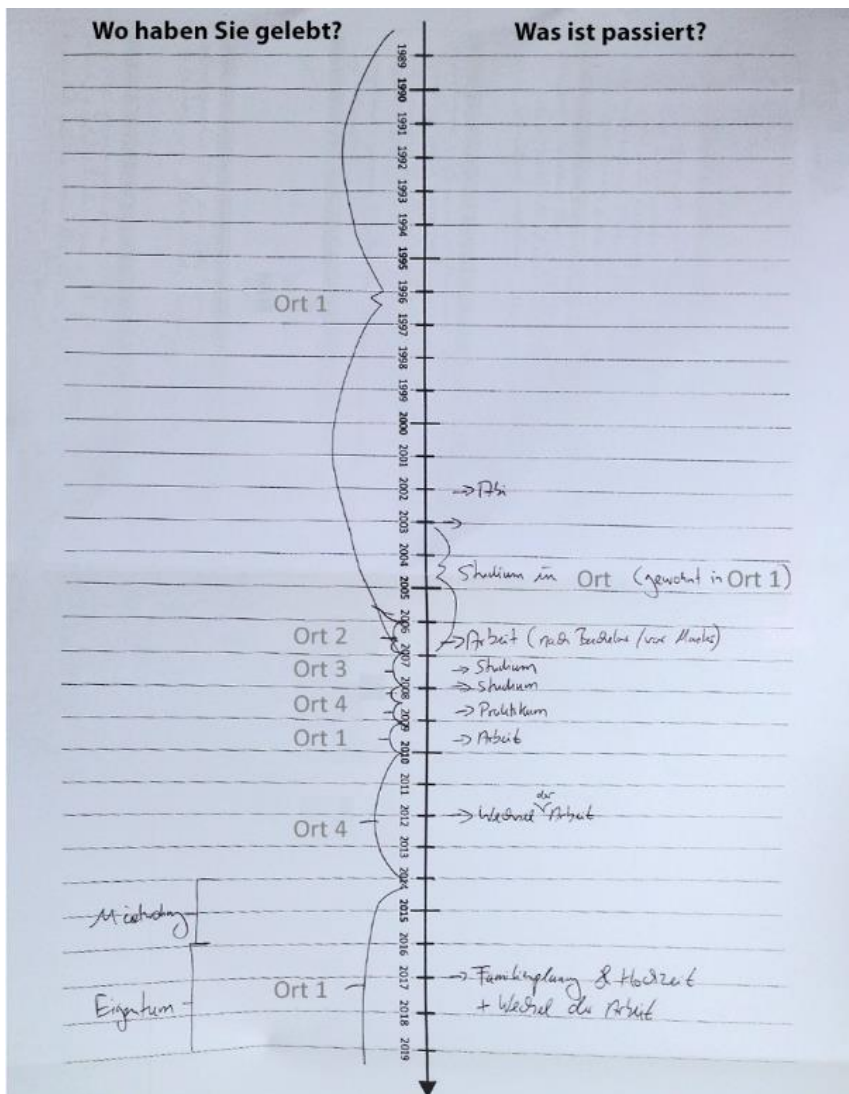 Wo haben Sie gelebt? Was ist passiert?
1989
1990
1991
1992
1993
1994
1995
Ort 1 1996
1997
1998
1999
2000
2001
2002 → Abi
2003 →
2004
Studium in Ort (gewohnt in Ort 1)
2005
2006
Ort 2 → Arbeit (nach Bachelor / vor Master)
2007
Ort 3 → Studium
2008 → Studium
Ort 4 → Praktikum
2009
Ort 1 → Arbeit
2010
2011
2012 → Wechsel der Arbeit
Ort 4
2013
2014
Mietwohnung 2015
2016
Ort 1 2017 → Familienplanung & Hochzeit
Eigentum 2018 + Wechsel der Arbeit
2019